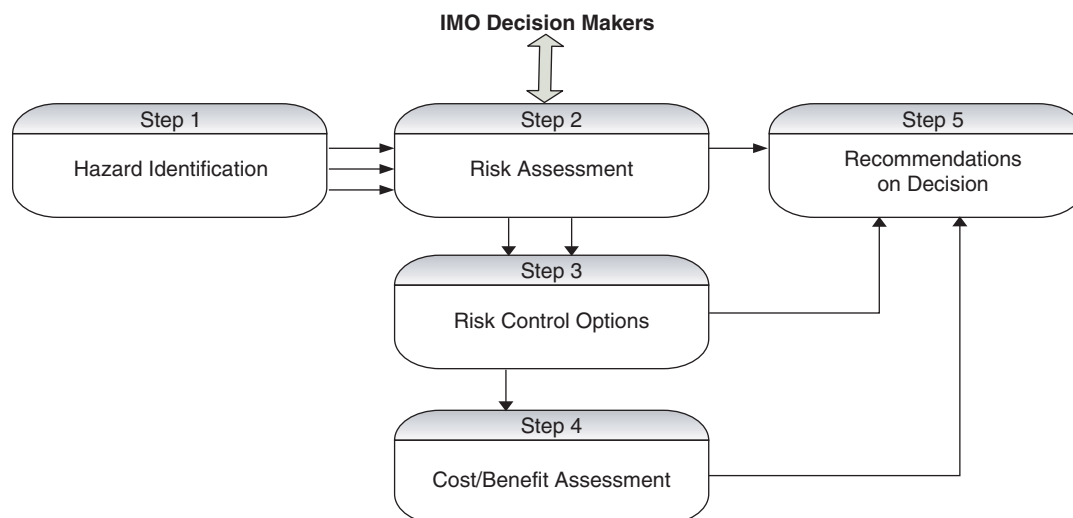 IMO Decision Makers
Step 1
Hazard Identification
Step 2
Risk Assessment
Step 5
Recommendations
on Decision
Step 3
Risk Control Options
Step 4
Cost/Benefit Assessment